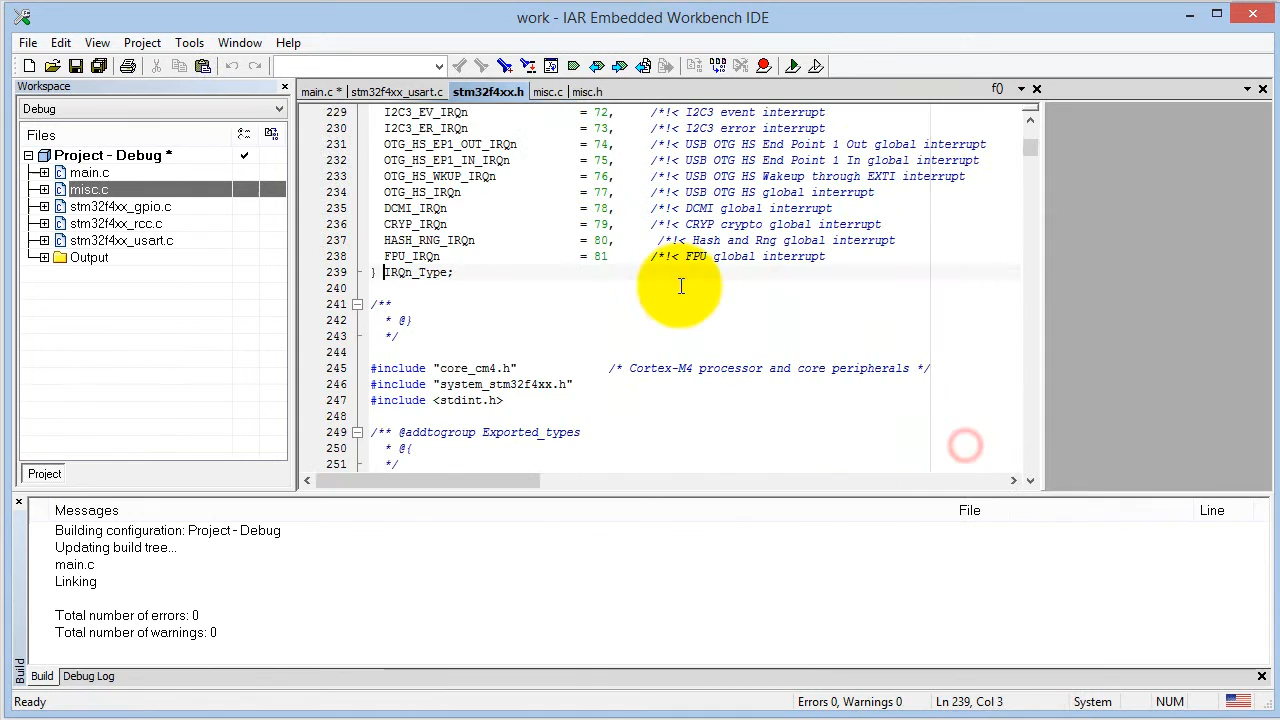 work - IAR Embedded Workbench IDE
File Edit View Project Tools Window Help
Workspace
Debug
Files
Project - Debug *
main.c
misc.c
stm32f4xx_gpio.c
stm32f4xx_rcc.c
stm32f4xx_usart.c
Output
Project
main.c * stm32f4xx_usart.c stm32f4xx.h misc.c misc.h f0
229 I2C3_EV_IRQn = 72, /*!< I2C3 event interrupt
230 I2C3_ER_IRQn = 73, /*!< I2C3 error interrupt
231 OTG_HS_EP1_OUT_IRQn = 74, /*!< USB OTG HS End Point 1 Out global interrupt
232 OTG_HS_EP1_IN_IRQn = 75, /*!< USB OTG HS End Point 1 In global interrupt
233 OTG_HS_WKUP_IRQn = 76, /*!< USB OTG HS Wakeup through EXTI interrupt
234 OTG_HS_IRQn = 77, /*!< USB OTG HS global interrupt
235 DCMI_IRQn = 78, /*!< DCMI global interrupt
236 CRYP_IRQn = 79, /*!< CRYP crypto global interrupt
237 HASH_RNG_IRQn = 80, /*!< Hash and Rng global interrupt
238 FPU_IRQn = 81 /*!< FPU global interrupt
239 } IRQn_Type;
240
241 /**
242 * @}
243 */
244
245 #include "core_cm4.h" /* Cortex-M4 processor and core peripherals */
246 #include "system_stm32f4xx.h"
247 #include <stdint.h>
248
249 /** @addtogroup Exported_types
250 * @{
251 */
Messages File Line
Building configuration: Project - Debug
Updating build tree...
main.c
Linking
Total number of errors: 0
Total number of warnings: 0
Build
Build Debug Log
Ready Errors 0, Warnings 0 Ln 239, Col 3 System NUM